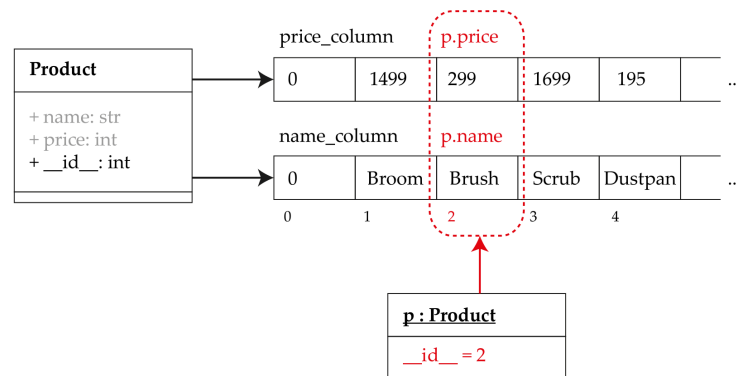 price_column p.price
Product
0 1499 299 1699 195 ..
+ name: str
+ price: int
+ __id__: int
name_column p.name
0 Broom Brush Scrub Dustpan ..
0 1 2 3 4
p : Product
__id__ = 2